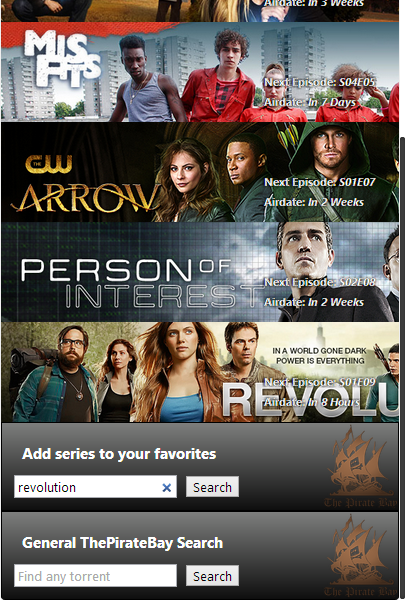 Airdate: In 3 Weeks
MISFITS
Next Episode: S04E05
Airdate: In 7 Days
THE CW
ARROW
Next Episode: S01E07
Airdate: In 2 Weeks
PERSON OF
INTEREST
Next Episode: S02E08
Airdate: In 2 Weeks
IN A WORLD GONE DARK
POWER IS EVERYTHING
Next Episode: S01E09
REVOLU
Airdate: In 8 Hours
Add series to your favorites
revolution
Search
The Pirate Bay
General ThePirateBay Search
Find any torrent
Search
The Pirate Bay